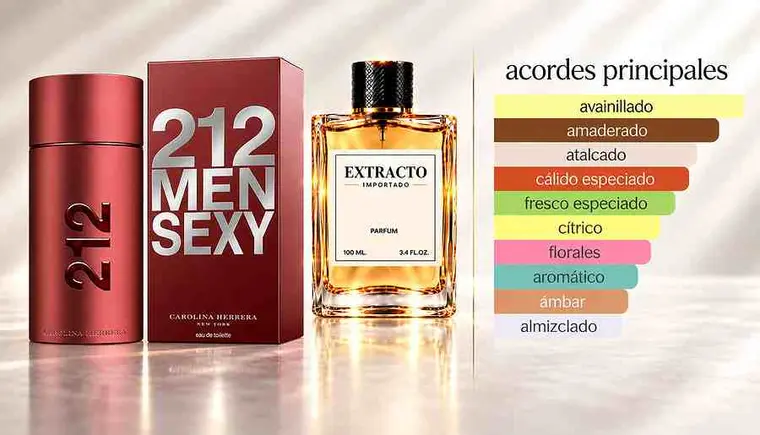 212
CAROLINA HERRERA
212
MEN
SEXY
CAROLINA HERRERA
NEW YORK
eau de toilette
EXTRACTO
IMPORTADO
PARFUM
100 ML. 3.4 FL.OZ.
acordes principales
avainillado
amaderado
atalcado
cálido especiado
fresco especiado
cítrico
florales
aromático
ámbar
almizclado